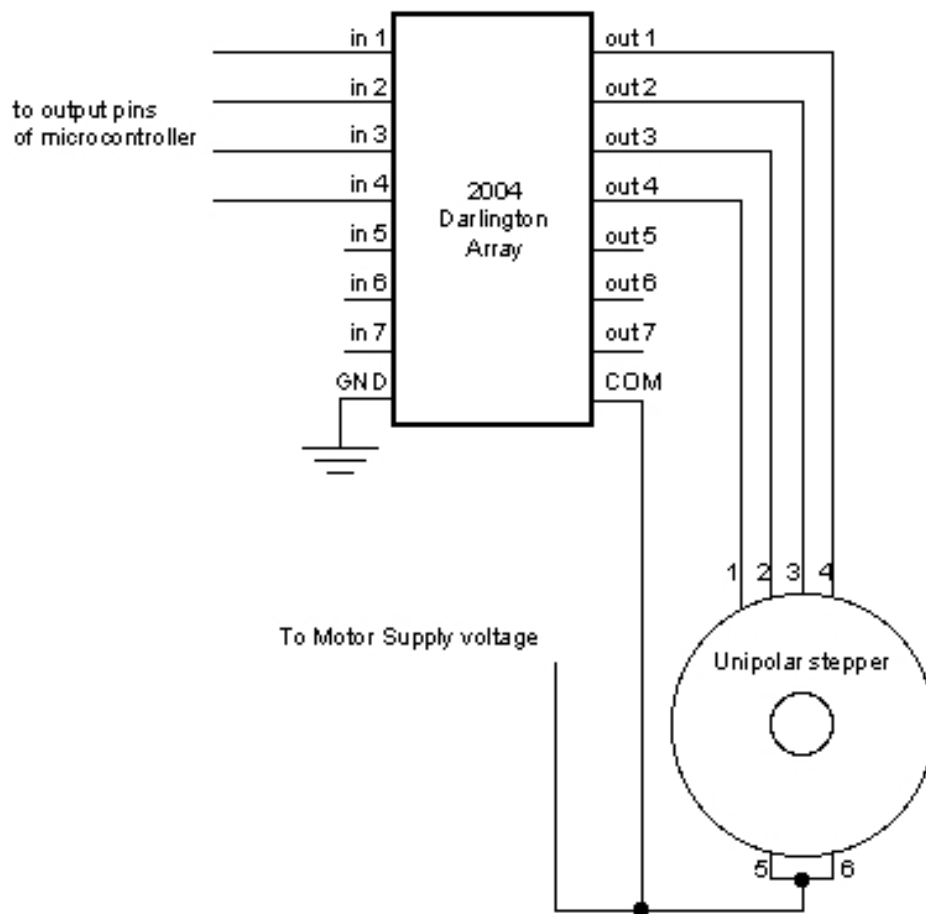 in 1
in 2
in 3
in 4
in 5
in 6
in 7
GND
to output pins
of microcontroller
2004
Darlington
Array
out 1
out 2
out 3
out 4
out 5
out 6
out 7
COM
1 2 3 4
To Motor Supply voltage
Unipolar stepper
5 6